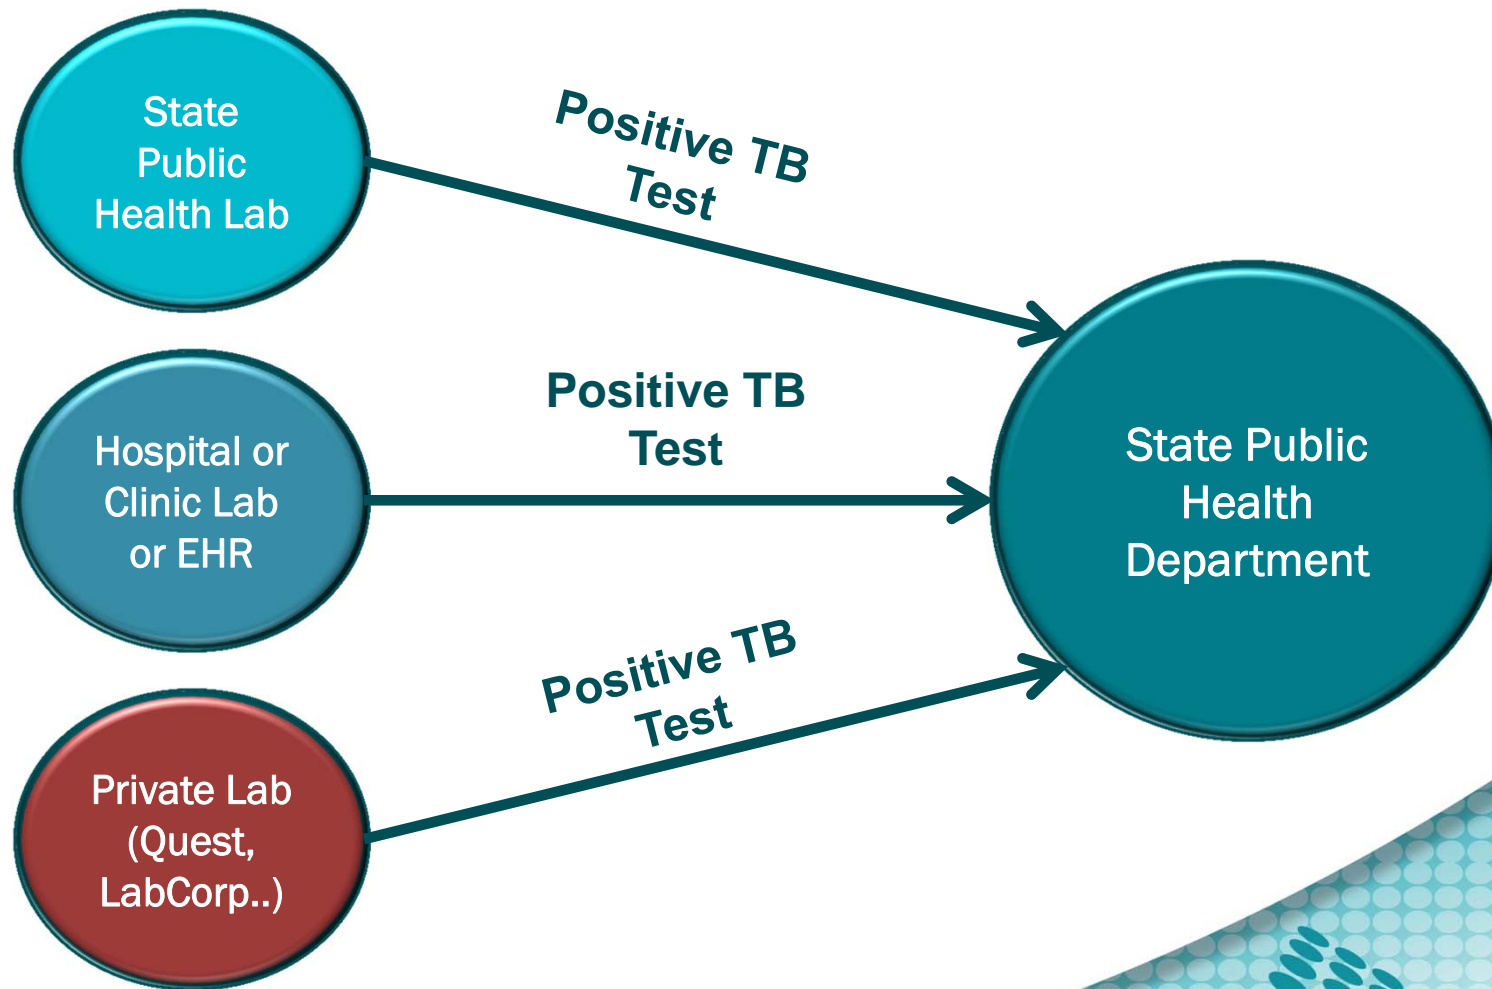 State
Public
Health Lab
Positive TB
Test
Hospital or
Clinic Lab
or EHR
Positive TB
Test
Private Lab
(Quest,
LabCorp..)
Positive TB
Test
State Public
Health
Department